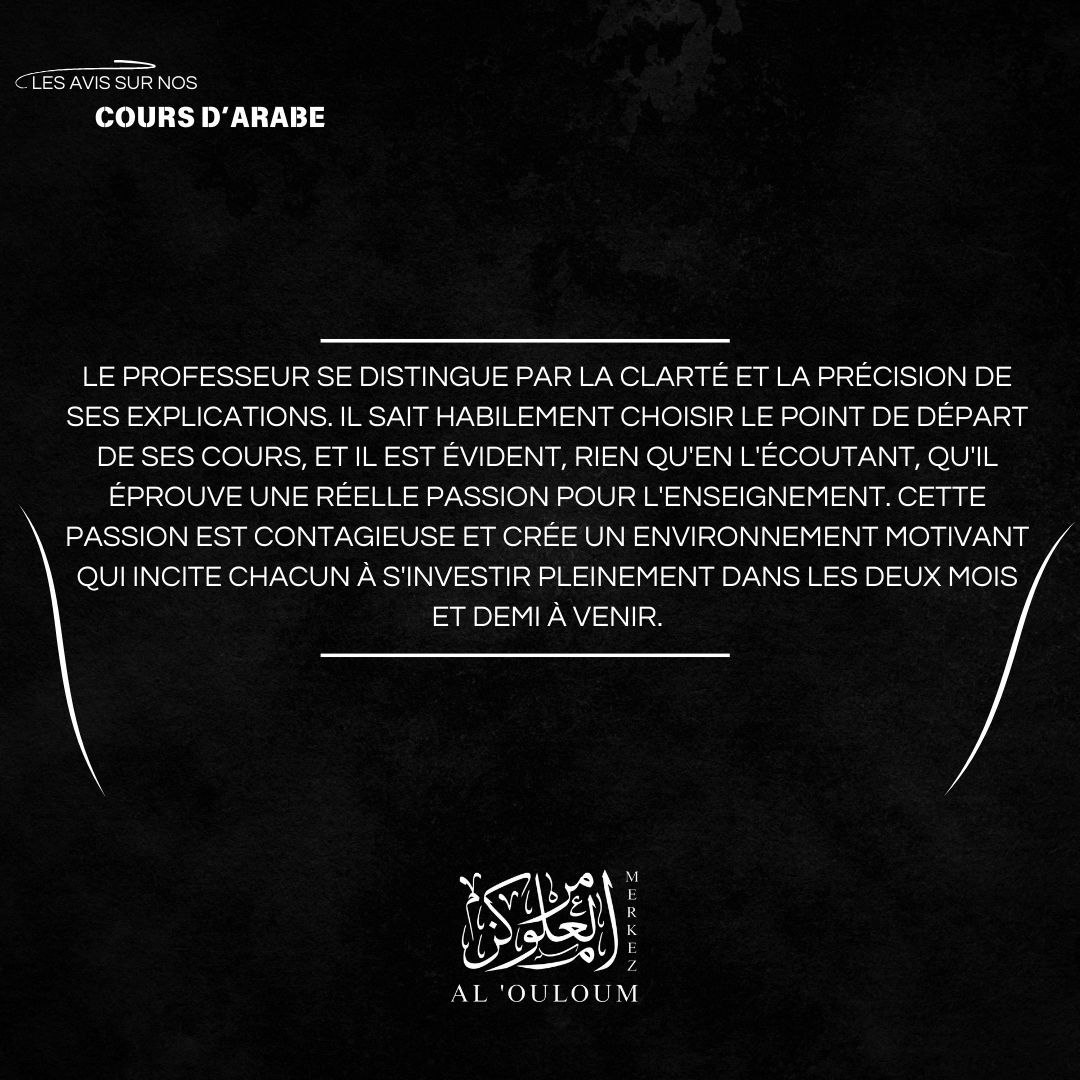 LES AVIS SUR NOS
COURS D'ARABE
LE PROFESSEUR SE DISTINGUE PAR LA CLARTÉ ET LA PRÉCISION DE
SES EXPLICATIONS. IL SAIT HABILEMENT CHOISIR LE POINT DE DÉPART
DE SES COURS, ET IL EST ÉVIDENT, RIEN QU'EN L'ÉCOUTANT, QU'IL
ÉPROUVE UNE RÉELLE PASSION POUR L'ENSEIGNEMENT. CETTE
PASSION EST CONTAGIEUSE ET CRÉE UN ENVIRONNEMENT MOTIVANT
QUI INCITE CHACUN À S'INVESTIR PLEINEMENT DANS LES DEUX MOIS
ET DEMI À VENIR.
مركز العلوم
MERKEZ
AL 'OULOUM